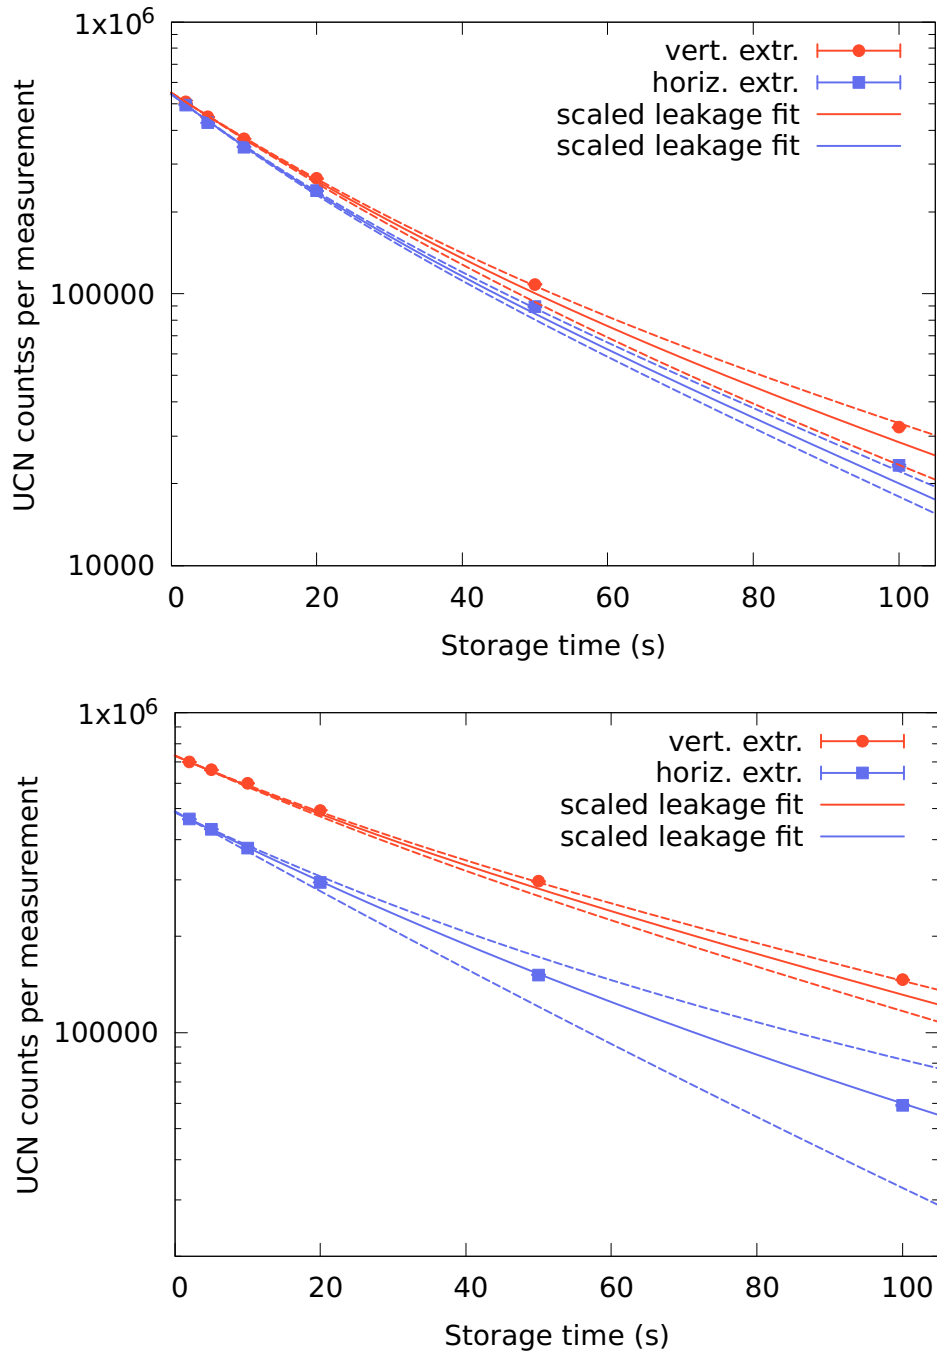 1x10^6
100000
10000
UCN countss per measurement
vert. extr.
horiz. extr.
scaled leakage fit
scaled leakage fit
0 20 40 60 80 100
Storage time (s)
1x10^6
100000
UCN counts per measurement
vert. extr.
horiz. extr.
scaled leakage fit
scaled leakage fit
0 20 40 60 80 100
Storage time (s)